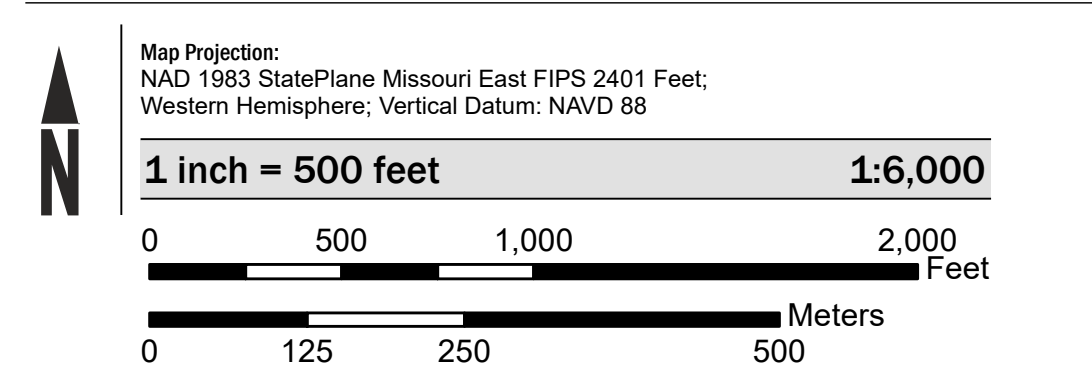 Map Projection:
NAD 1983 StatePlane Missouri East FIPS 2401 Feet;
Western Hemisphere; Vertical Datum: NAVD 88
N
1 inch = 500 feet 1:6,000
0 500 1,000 2,000
Feet
Meters
0 125 250 500